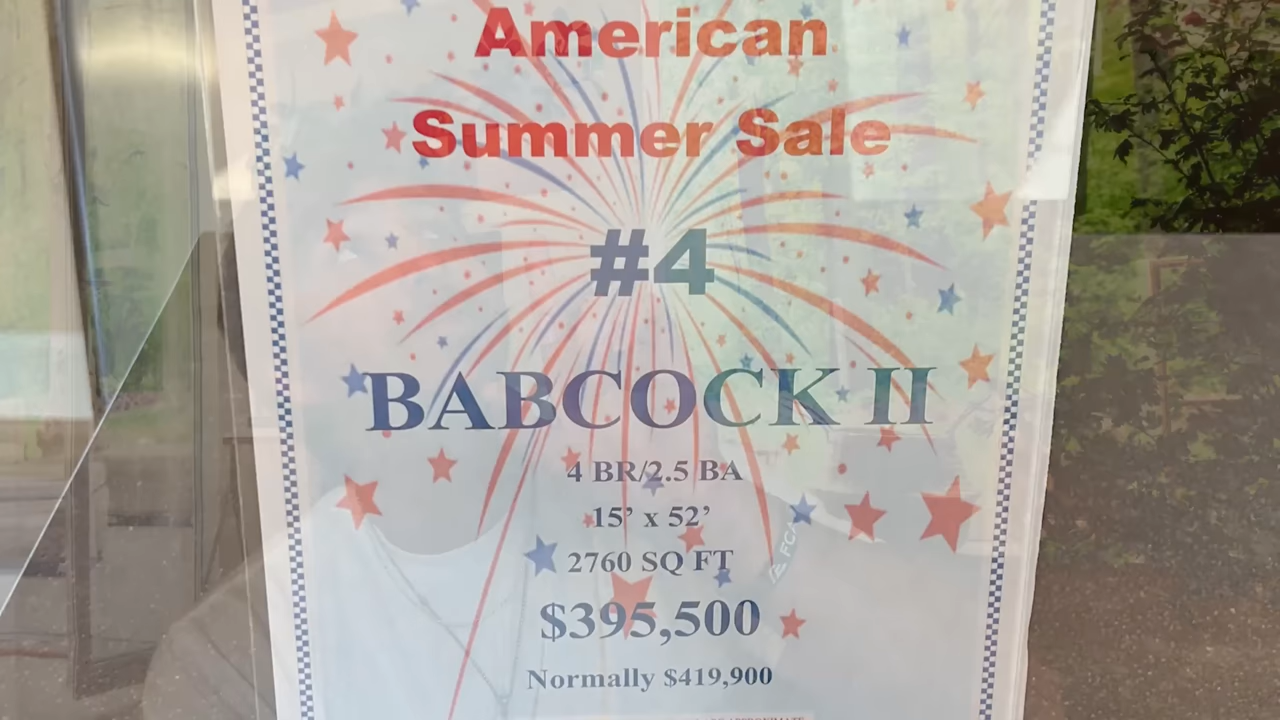 American
Summer Sale
#4
BABCOCK II
4 BR/2.5 BA
15’ x 52’
2760 SQ FT
$395,500
Normally $419,900